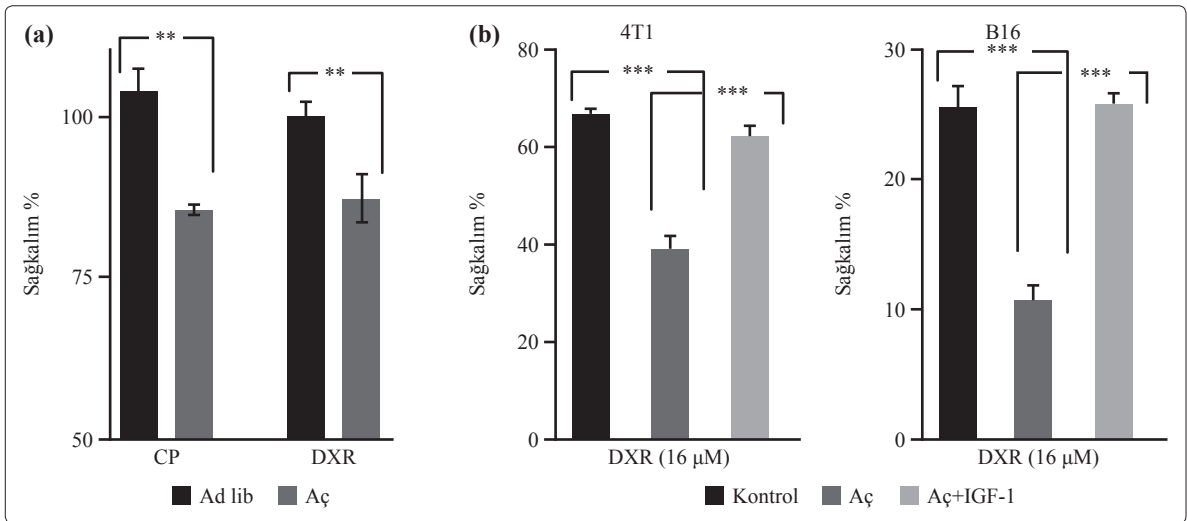 (a)
**
**
100
75
50
Sağkalım %
CP
DXR
Ad lib
Aç
(b)
4T1
***
***
80
60
40
20
0
Sağkalım %
DXR (16 µM)
B16
***
***
30
20
10
0
Sağkalım %
DXR (16 µM)
Kontrol
Aç
Aç+IGF-1